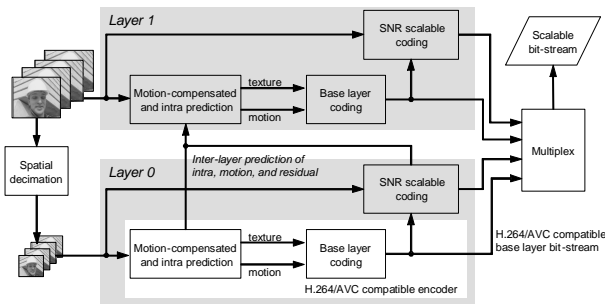 Layer 1
SNR scalable
coding
Scalable
bit-stream
Motion-compensated
and intra prediction
texture
motion
Base layer
coding
Multiplex
Spatial
decimation
Inter-layer prediction of
intra, motion, and residual
Layer 0
SNR scalable
coding
H.264/AVC compatible
base layer bit-stream
Motion-compensated
and intra prediction
texture
motion
Base layer
coding
H.264/AVC compatible encoder